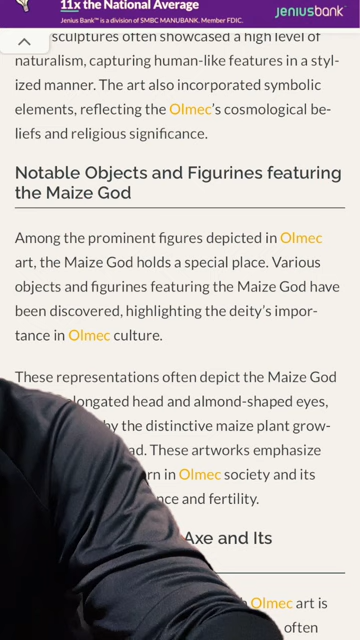 11x the National Average
Jenius Bank™ is a division of SMBC MANUBANK. Member FDIC.
jeniusbank
sculptures often showcased a high level of
naturalism, capturing human-like features in a styl-
ized manner. The art also incorporated symbolic
elements, reflecting the Olmec's cosmological be-
liefs and religious significance.
Notable Objects and Figurines featuring
the Maize God
Among the prominent figures depicted in Olmec
art, the Maize God holds a special place. Various
objects and figurines featuring the Maize God have
been discovered, highlighting the deity's impor-
tance in Olmec culture.
These representations often depict the Maize God
longated head and almond-shaped eyes,
by the distinctive maize plant grow-
ad. These artworks emphasize
rn in Olmec society and its
nce and fertility.
Axe and Its
Olmec art is
often